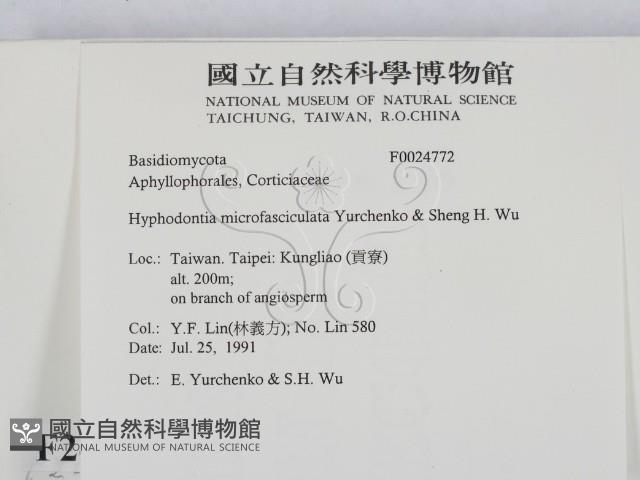 國立自然科學博物館
NATIONAL MUSEUM OF NATURAL SCIENCE
TAICHUNG, TAIWAN, R.O.CHINA
Basidiomycota F0024772
Aphyllophorales, Corticiaceae
Hyphodontia microfasciculata Yurchenko & Sheng H. Wu
Loc.: Taiwan. Taipei: Kungliao (貢寮)
alt. 200m;
on branch of angiosperm
Col.: Y.F. Lin(林義方); No. Lin 580
Date: Jul. 25, 1991
Det.: E. Yurchenko & S.H. Wu
國立自然科學博物館
NATIONAL MUSEUM OF NATURAL SCIENCE